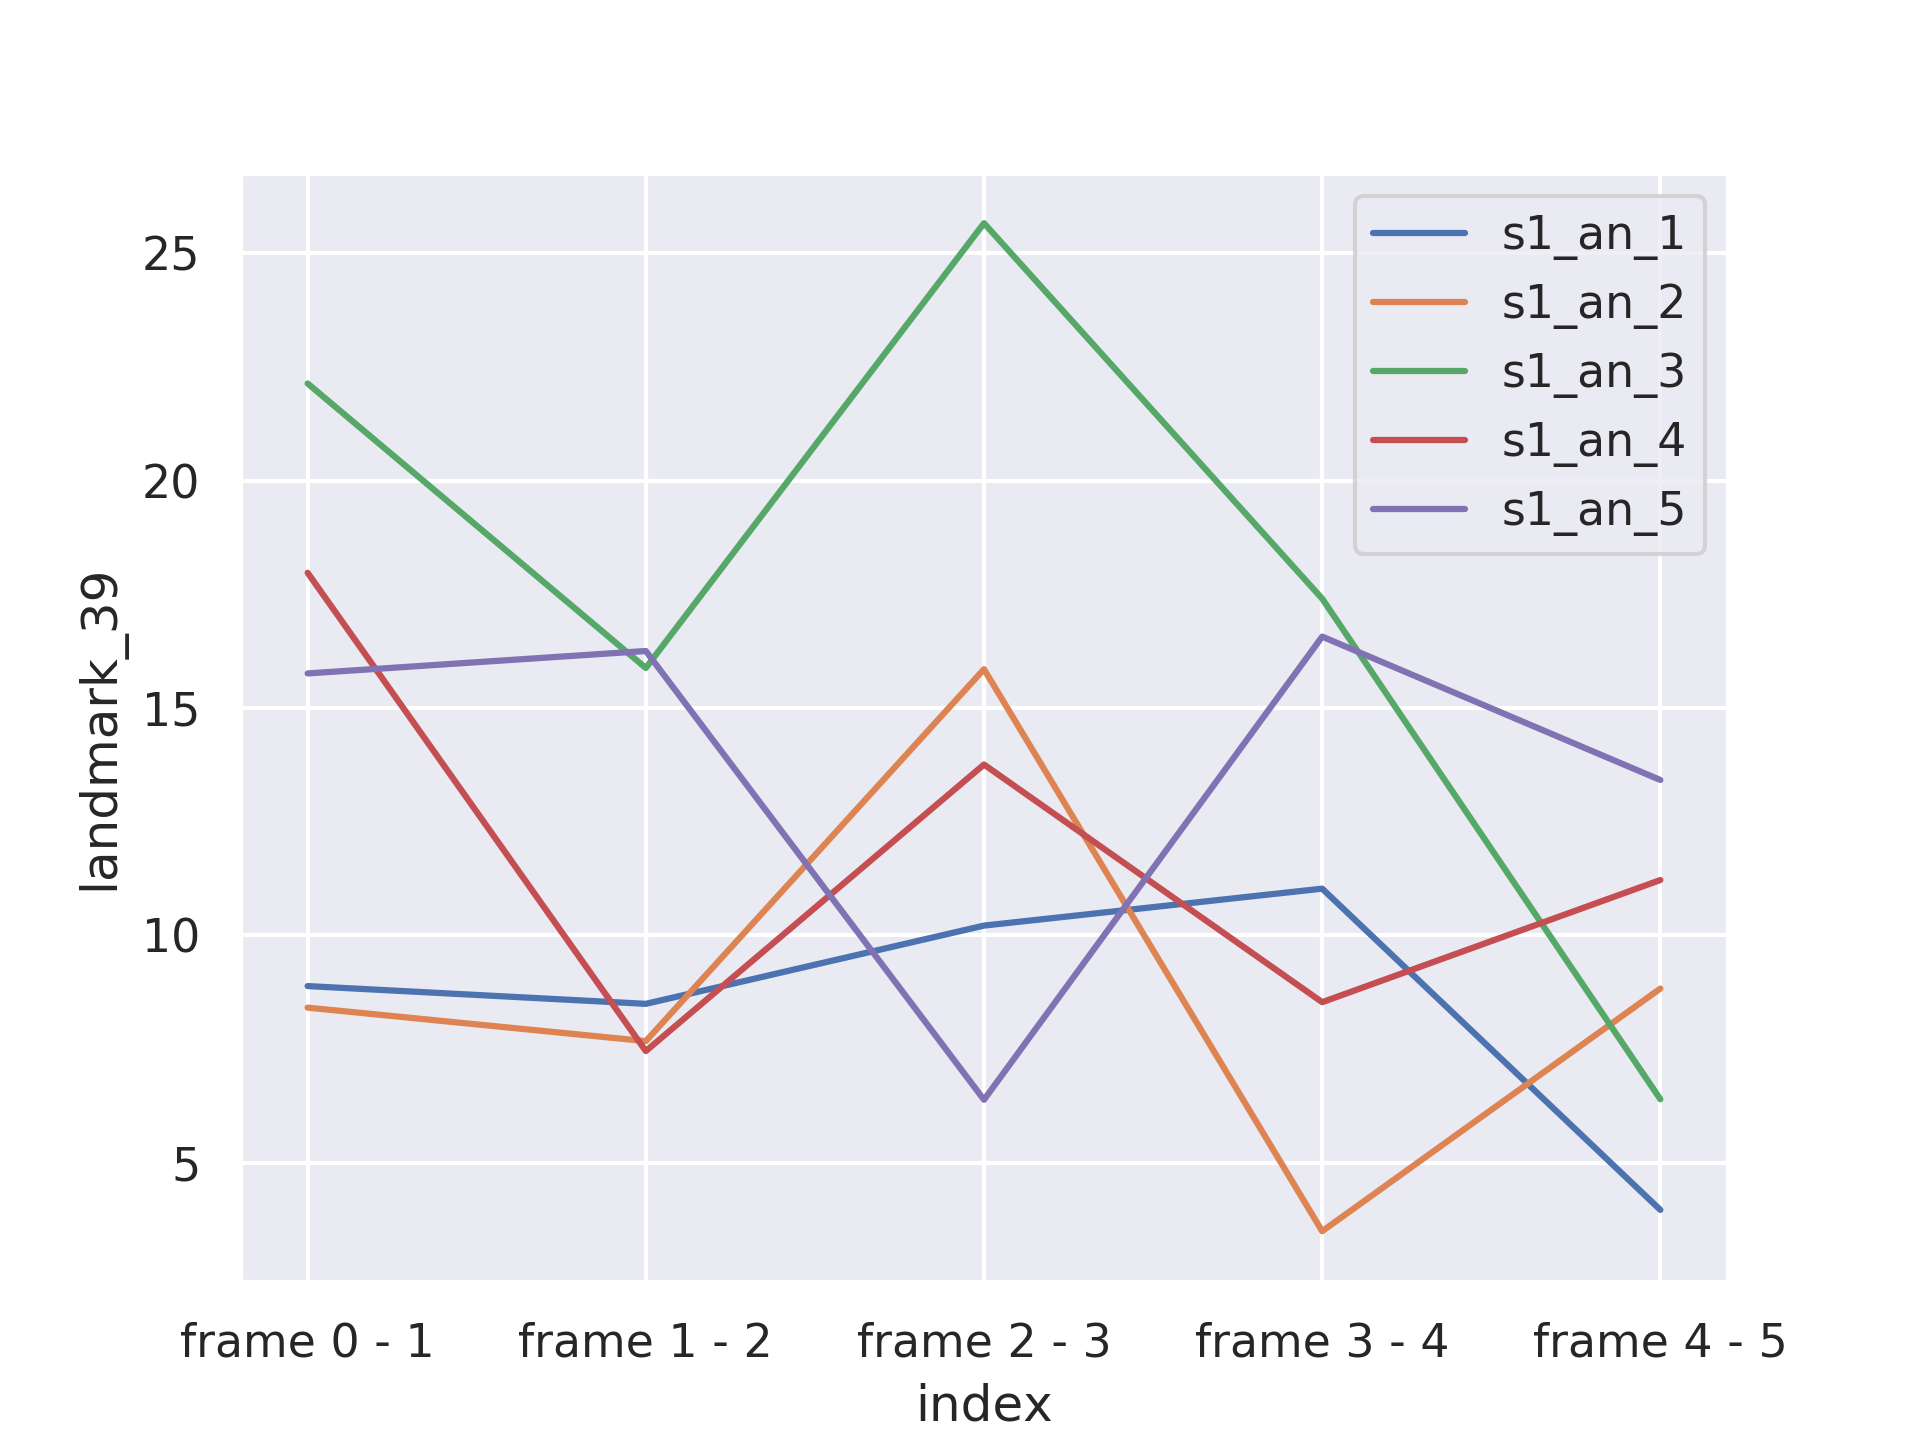 s1_an_1
s1_an_2
s1_an_3
s1_an_4
s1_an_5
25
20
15
10
5
landmark_39
frame 0 - 1 frame 1 - 2 frame 2 - 3 frame 3 - 4 frame 4 - 5
index